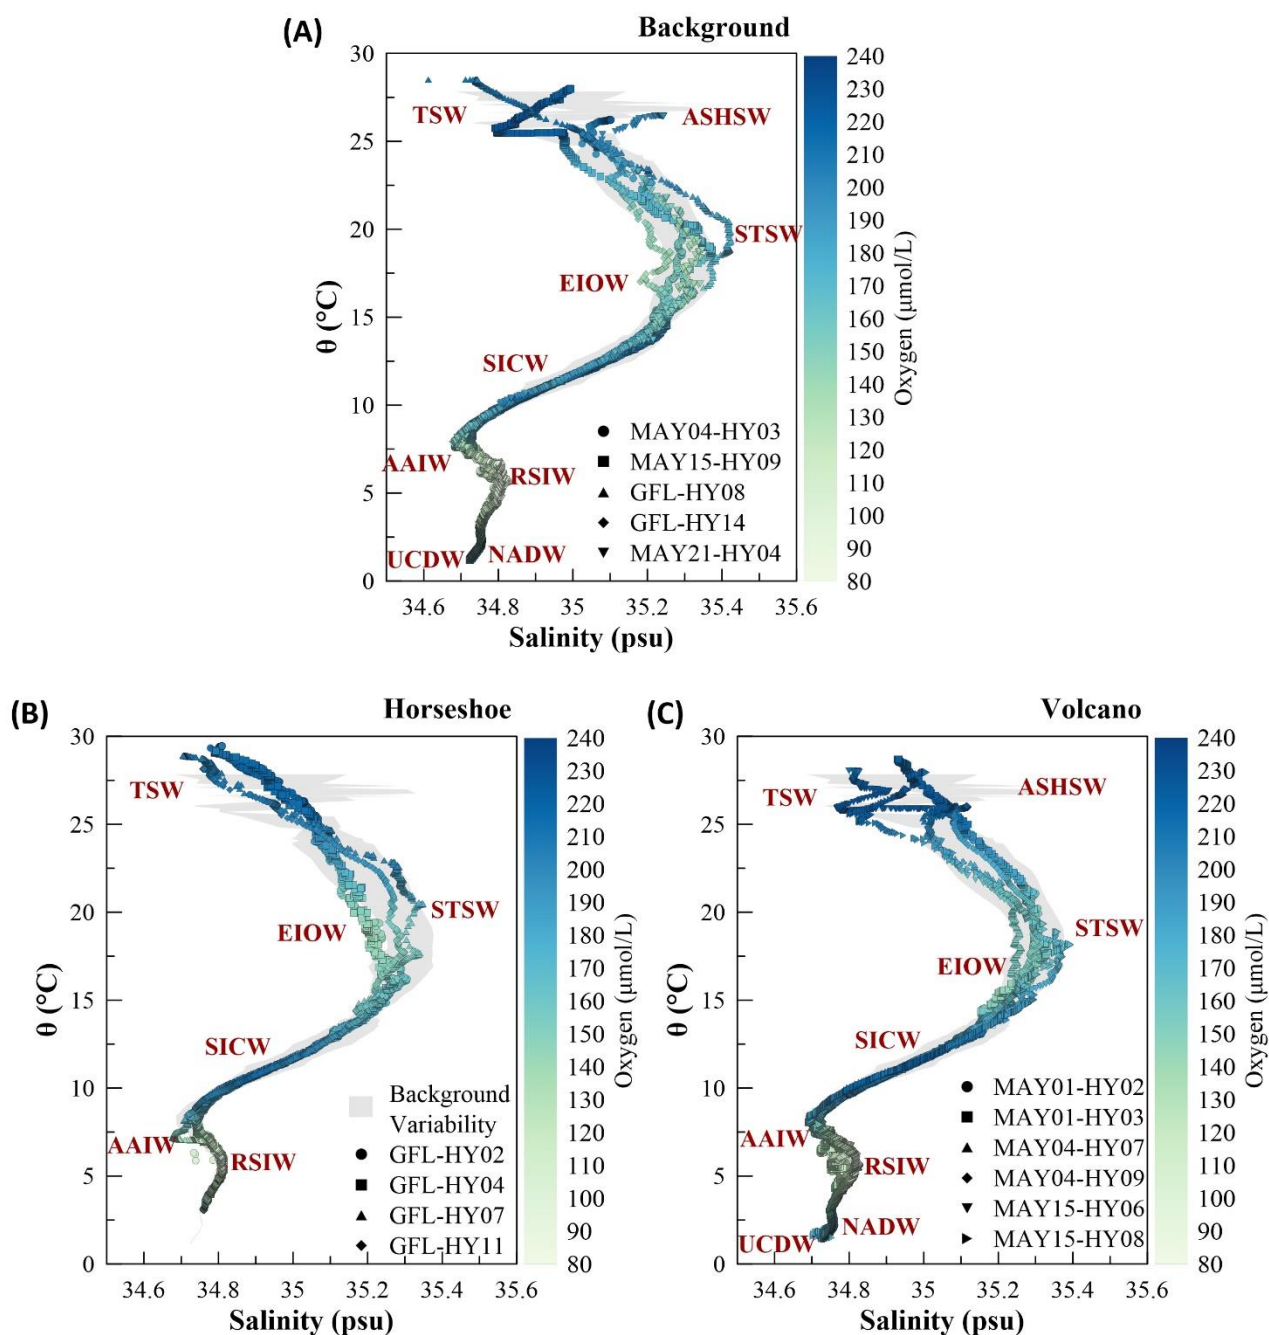 (A)
Background
30
25
20
15
10
5
0
θ (°C)
34.6
34.8
35
35.2
35.4
35.6
Salinity (psu)
TSW
ASHSW
STSW
EIOW
SICW
AAIW
RSIW
UCDW
NADW
MAY04-HY03
MAY15-HY09
GFL-HY08
GFL-HY14
MAY21-HY04
240
230
220
210
200
190
180
170
160
150
140
130
120
110
100
90
80
Oxygen (μmol/L)
(B)
Horseshoe
30
25
20
15
10
5
0
θ (°C)
34.6
34.8
35
35.2
35.4
35.6
Salinity (psu)
TSW
STSW
EIOW
SICW
AAIW
RSIW
Background
Variability
GFL-HY02
GFL-HY04
GFL-HY07
GFL-HY11
240
230
220
210
200
190
180
170
160
150
140
130
120
110
100
90
80
Oxygen (μmol/L)
(C)
Volcano
30
25
20
15
10
5
0
θ (°C)
34.6
34.8
35
35.2
35.4
35.6
Salinity (psu)
TSW
ASHSW
STSW
EIOW
SICW
AAIW
RSIW
NADW
UCDW
MAY01-HY02
MAY01-HY03
MAY04-HY07
MAY04-HY09
MAY15-HY06
MAY15-HY08
240
230
220
210
200
190
180
170
160
150
140
130
120
110
100
90
80
Oxygen (μmol/L)